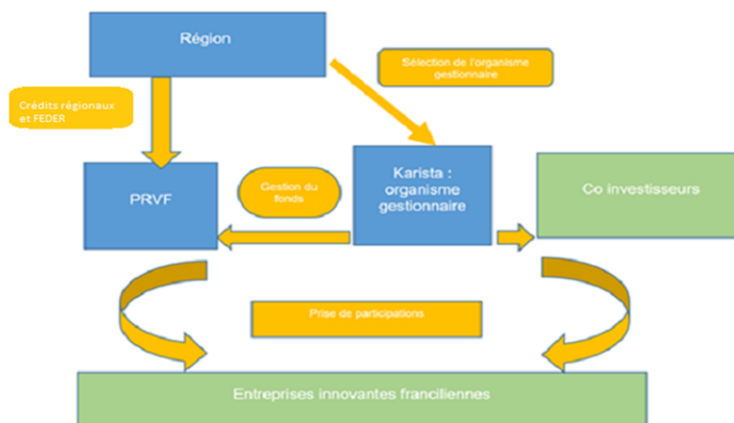 Région
Sélection de l'organisme
gestionnaire
Crédits régionaux
et FEDER
PRVF
Gestion du
fonds
Karista :
organisme
gestionnaire
Co investisseurs
Prise de participations
Entreprises innovantes franciliennes